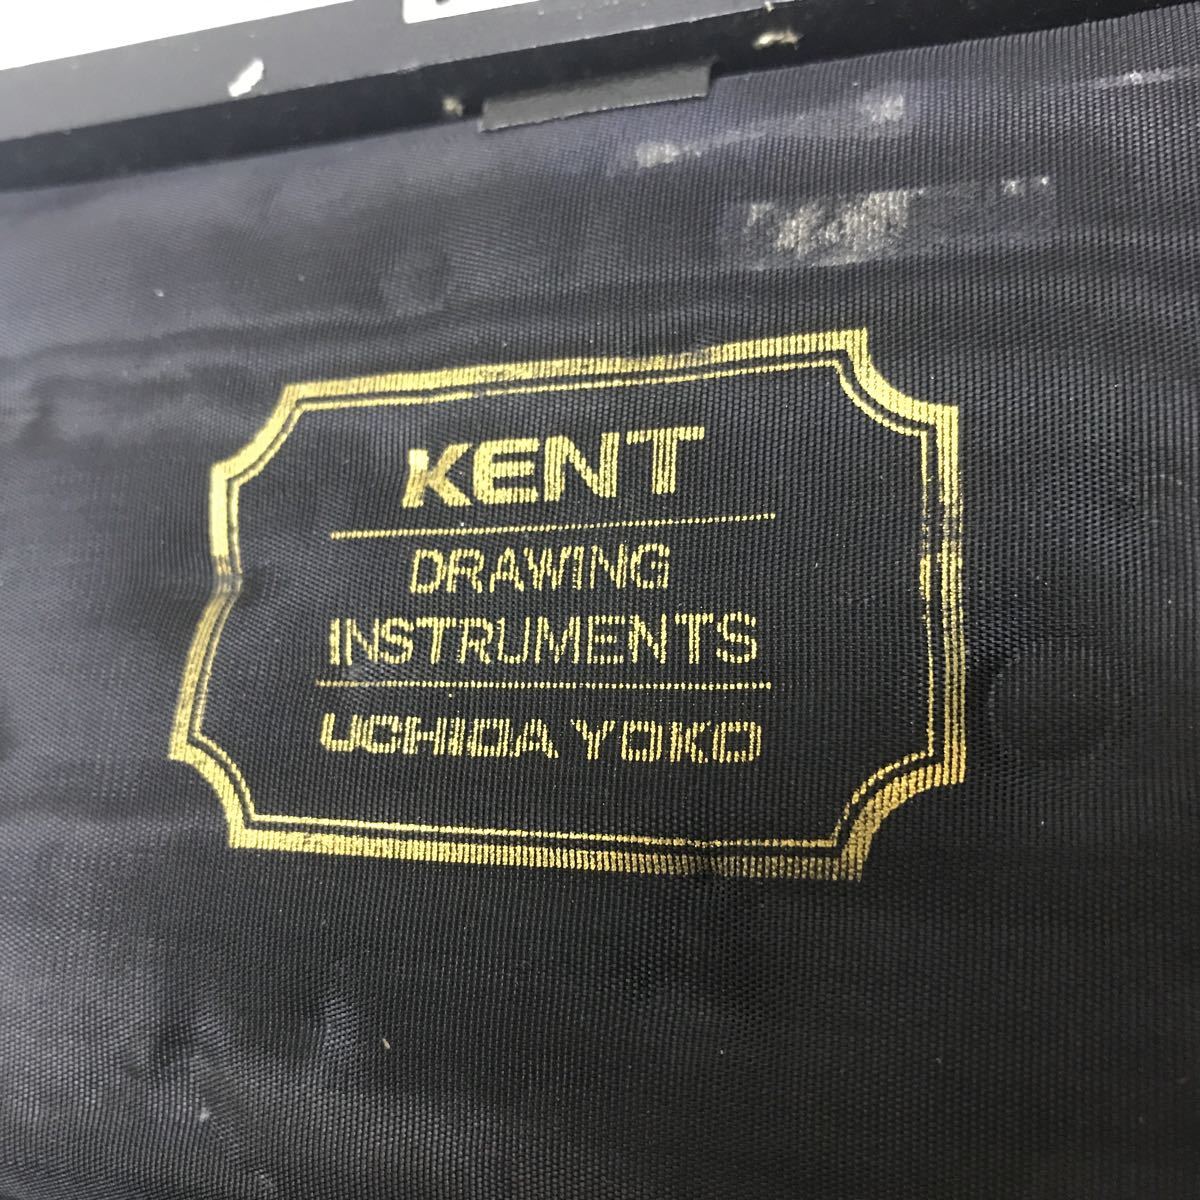 KENT
DRAWING
INSTRUMENTS
UCHIDA YOKO